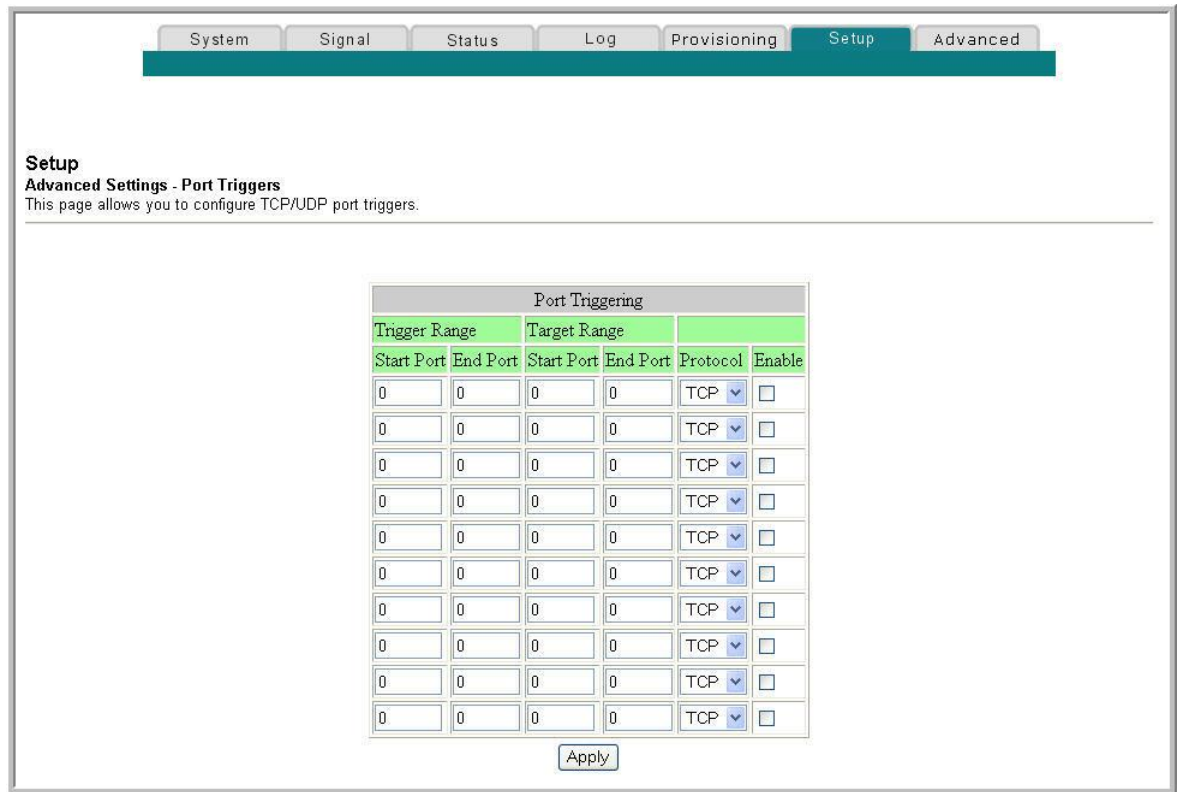 System Signal Status Log Provisioning Setup Advanced
Setup
Advanced Settings - Port Triggers
This page allows you to configure TCP/UDP port triggers.
Port Triggering
Trigger Range Target Range
Start Port End Port Start Port End Port Protocol Enable
0 0 0 0 TCP
0 0 0 0 TCP
0 0 0 0 TCP
0 0 0 0 TCP
0 0 0 0 TCP
0 0 0 0 TCP
0 0 0 0 TCP
0 0 0 0 TCP
0 0 0 0 TCP
0 0 0 0 TCP
Apply